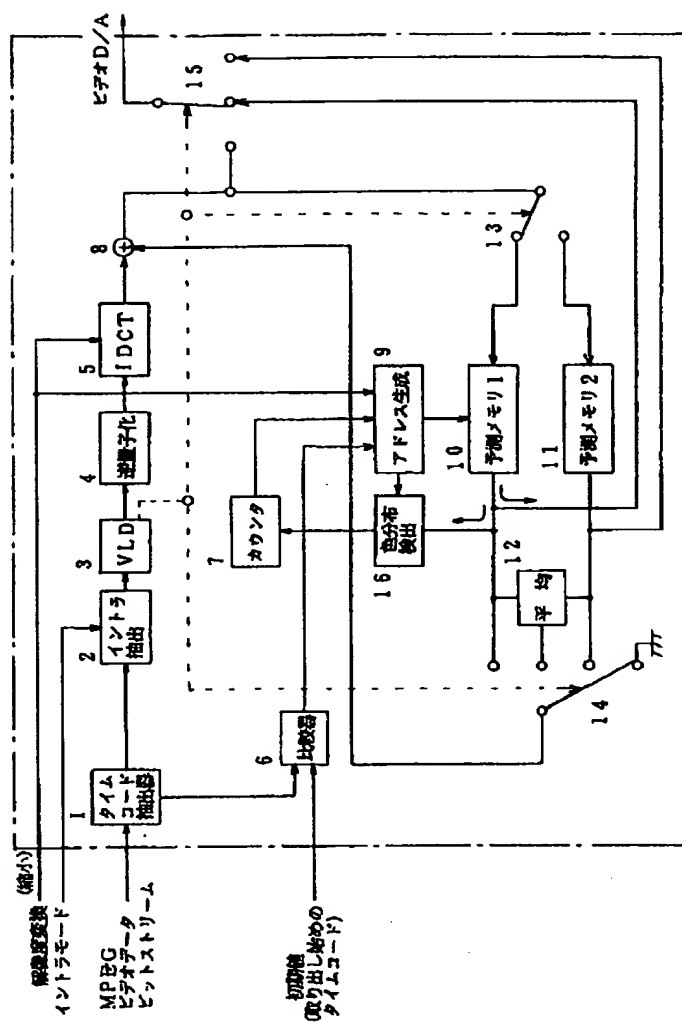 ビデオD/A
15
8
13
IDCT
5
アドレス生成
9
予測メモリ1
10
予測メモリ2
11
逆量子化
4
VLD
3
カウンタ
7
色分布
検出
16
12
平 均
イントラ
抽出
2
比較器
6
14
タイム
コード
抽出器
1
(縮小)
解像度変換
イントラモード
MPEG
ビデオデータ
ビットストリーム
初期値
(取り出し始めの
タイムコード)